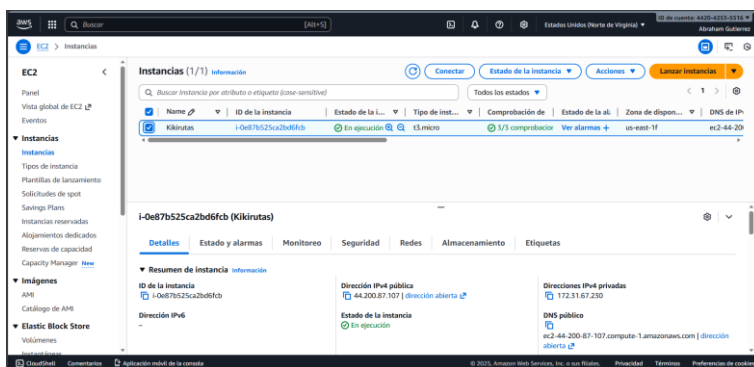 aws
Buscar
[Alt+S]
Estados Unidos (Norte de Virginia) ▼
ID de cuenta: 4420-4253-5516 ▼
Abraham Gutierrez
EC2 > Instancias
EC2
Panel
Vista global de EC2
Eventos
▼ Instancias
Instancias
Tipos de instancia
Plantillas de lanzamiento
Solicitudes de spot
Savings Plans
Instancias reservadas
Alojamientos dedicados
Reservas de capacidad
Capacity Manager New
▼ Imágenes
AMI
Catálogo de AMI
▼ Elastic Block Store
Volúmenes
Instantáneas
Instancias (1/1) Información
Conectar
Estado de la instancia ▼
Acciones ▼
Lanzar instancias ▼
Buscar Instancia por atributo o etiqueta (case-sensitive)
Todos los estados ▼
< 1 >
Name | ID de la instancia | Estado de la i... | Tipo de inst... | Comprobación de | Estado de la al: | Zona de dispon... | DNS de IPv
Kikirutas i-0e87b525ca2bd6fcb En ejecución t3.micro 3/3 comprobacior Ver alarmas + us-east-1f ec2-44-200
i-0e87b525ca2bd6fcb (Kikirutas)
Detalles | Estado y alarmas | Monitoreo | Seguridad | Redes | Almacenamiento | Etiquetas
▼ Resumen de instancia Información
ID de la instancia
i-0e87b525ca2bd6fcb
Dirección IPv4 pública
44.200.87.107 | dirección abierta
Direcciones IPv4 privadas
172.31.67.230
Dirección IPv6
–
Estado de la instancia
En ejecución
DNS público
ec2-44-200-87-107.compute-1.amazonaws.com | dirección
abierta
CloudShell Comentarios Aplicación móvil de la consola
© 2025, Amazon Web Services, Inc. o sus filiales. Privacidad Términos Preferencias de cookies